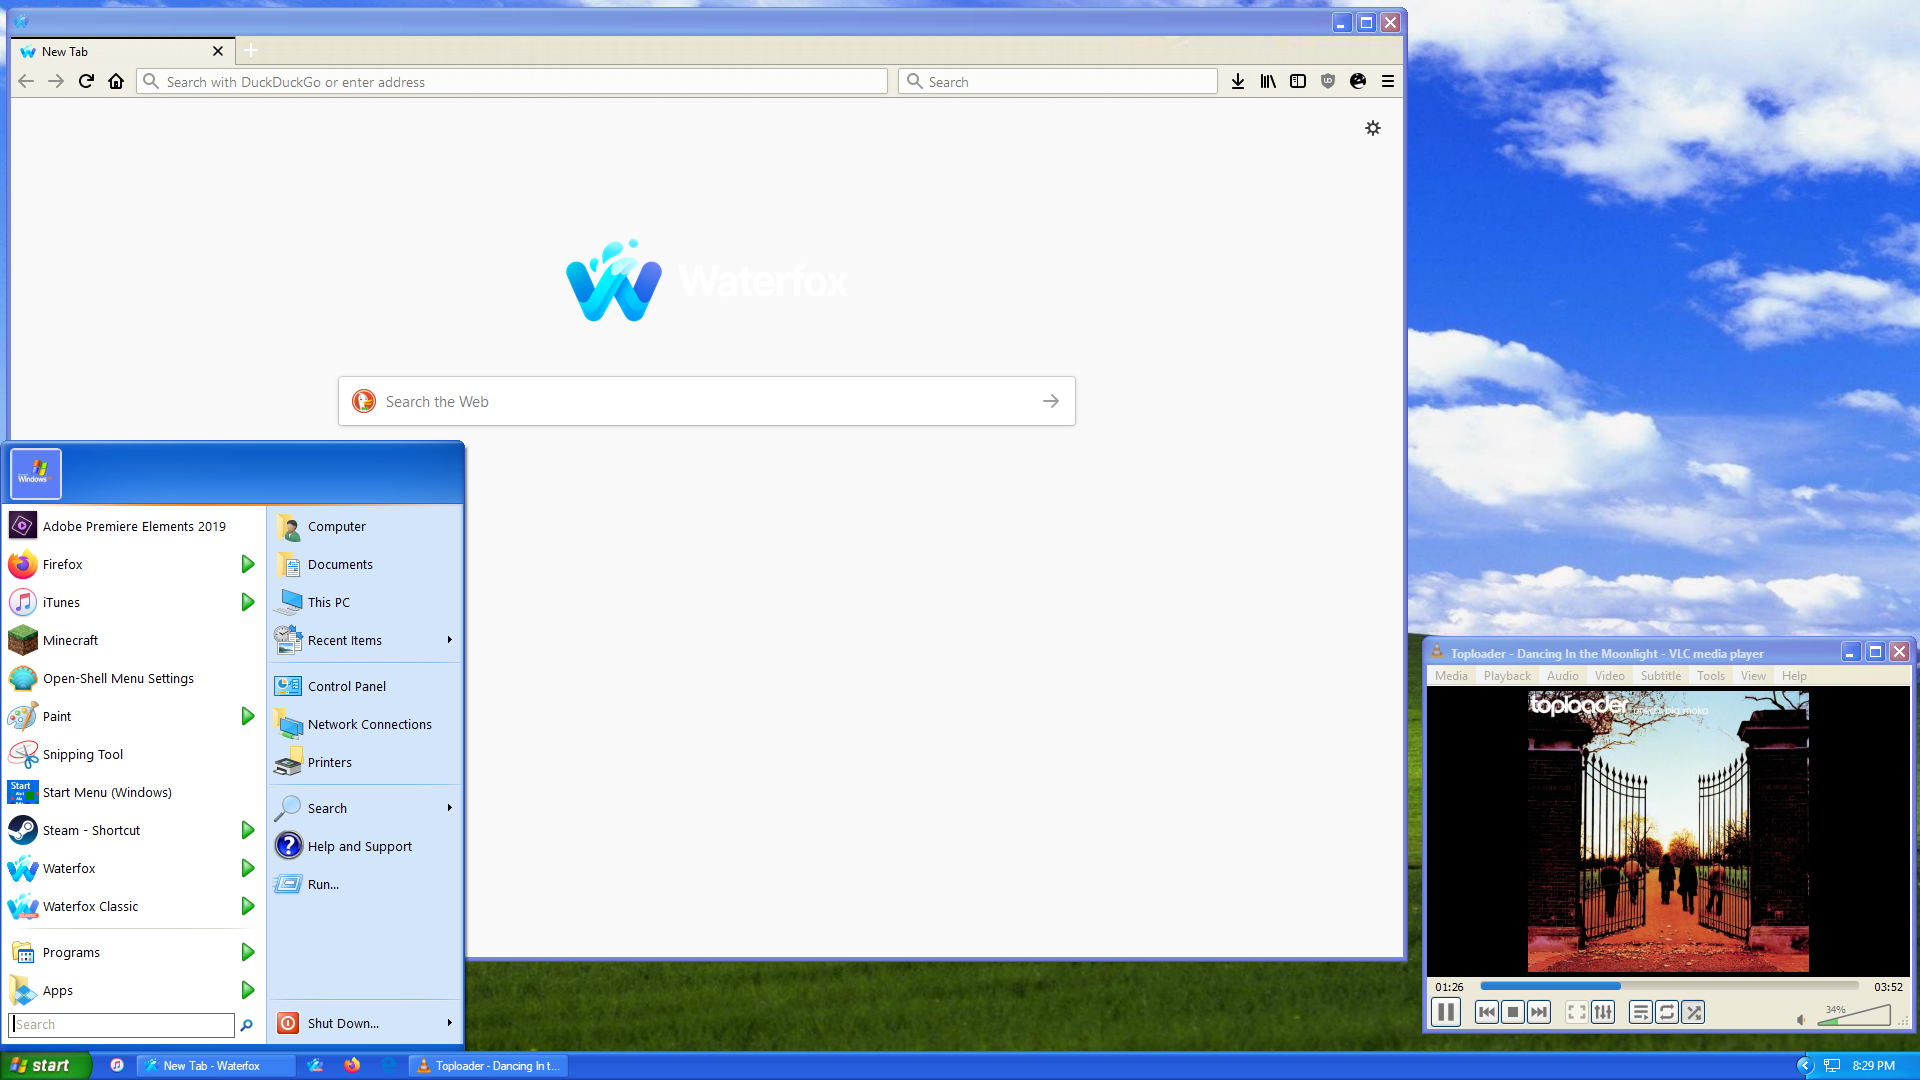 New Tab
Search with DuckDuckGo or enter address
Search
Waterfox
Search the Web
Windows
Adobe Premiere Elements 2019
Firefox
iTunes
Minecraft
Open-Shell Menu Settings
Paint
Snipping Tool
Start
Start Menu (Windows)
Steam - Shortcut
Waterfox
Waterfox Classic
Programs
Apps
Search
Computer
Documents
This PC
Recent Items
Control Panel
Network Connections
Printers
Search
Help and Support
Run...
Shut Down...
Toploader - Dancing In the Moonlight - VLC media player
Media Playback Audio Video Subtitle Tools View Help
toploader onka's big moka
01:26
03:52
34%
start
New Tab - Waterfox
Toploader - Dancing In t...
8:29 PM